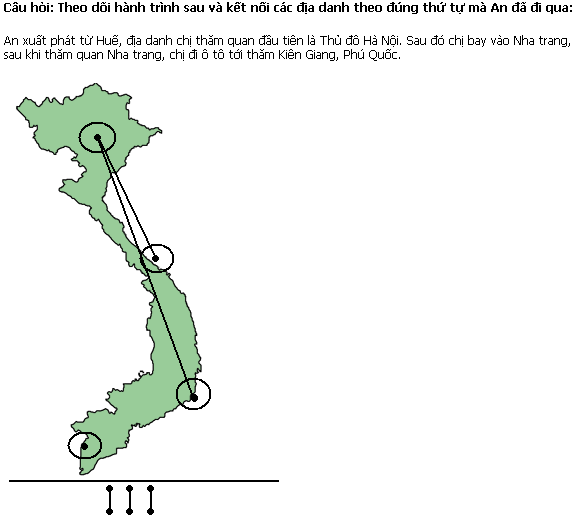 Câu hỏi: Theo dõi hành trình sau và kết nối các địa danh theo đúng thứ tự mà An đã đi qua:
An xuất phát từ Huế, địa danh chị thăm quan đầu tiên là Thủ đô Hà Nội. Sau đó chị bay vào Nha trang,
sau khi thăm quan Nha trang, chị đi ô tô tới thăm Kiên Giang, Phú Quốc.